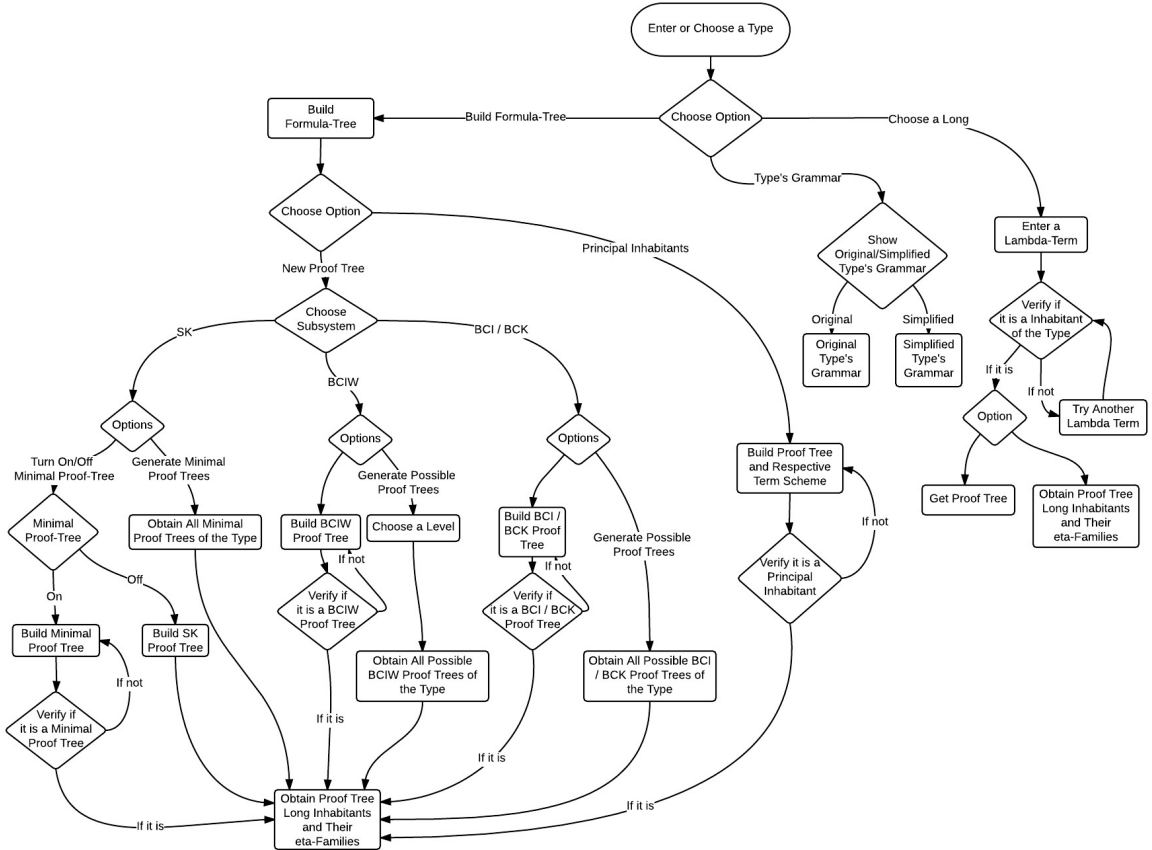 Enter or Choose a Type
Choose Option
Build Formula-Tree
Choose a Long
Type's Grammar
Build
Formula-Tree
Choose Option
Principal Inhabitants
New Proof Tree
Show
Original/Simplified
Type's Grammar
Original
Simplified
Original
Type's
Grammar
Simplified
Type's
Grammar
Enter a
Lambda-Term
Verify if
it is a Inhabitant
of the Type
If it is
If not
Try Another
Lambda Term
Option
Get Proof Tree
Obtain Proof Tree
Long Inhabitants
and Their
eta-Families
Choose
Subsystem
SK
BCIW
BCI / BCK
Options
Turn On/Off
Minimal Proof-Tree
Generate Minimal
Proof Trees
Minimal
Proof-Tree
Obtain All Minimal
Proof Trees of the Type
On
Off
Build Minimal
Proof Tree
Build SK
Proof Tree
If not
Verify if
it is a Minimal
Proof Tree
If it is
Options
Generate Possible
Proof Trees
Build BCIW
Proof Tree
Choose a Level
If not
Verify if
it is a BCIW
Proof Tree
Obtain All Possible
BCIW Proof Trees of
the Type
If it is
Options
Build BCI /
BCK Proof
Tree
Generate Possible
Proof Trees
If not
Verify if
it is a BCI / BCK
Proof Tree
Obtain All Possible BCI
/ BCK Proof Trees of
the Type
If it is
Build Proof Tree
and Respective
Term Scheme
If not
Verify it is a
Principal
Inhabitant
If it is
Obtain Proof Tree
Long Inhabitants
and Their
eta-Families